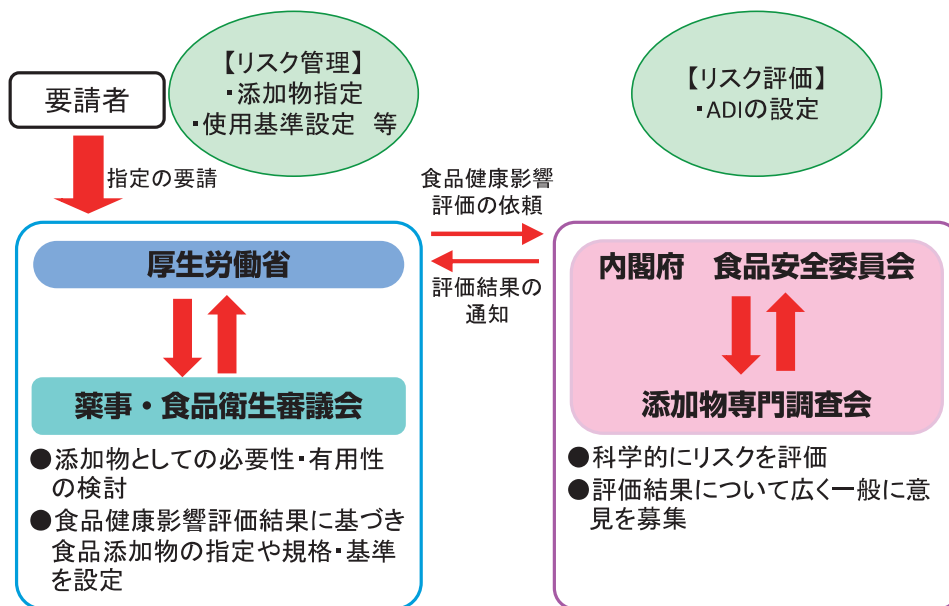 要請者
【リスク管理】
・添加物指定
・使用基準設定　等
【リスク評価】
・ADIの設定
指定の要請
食品健康影響
評価の依頼
評価結果の
通知
厚生労働省
薬事・食品衛生審議会
●添加物としての必要性・有用性
の検討
●食品健康影響評価結果に基づき
食品添加物の指定や規格・基準
を設定
内閣府　食品安全委員会
添加物専門調査会
●科学的にリスクを評価
●評価結果について広く一般に意
見を募集